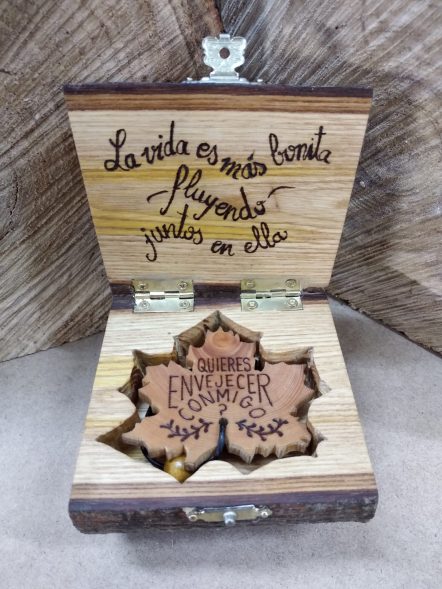 La vida es más bonita
-fluyendo-
juntos en ella
QUIERES
ENVEJECER
CONMIGO
?